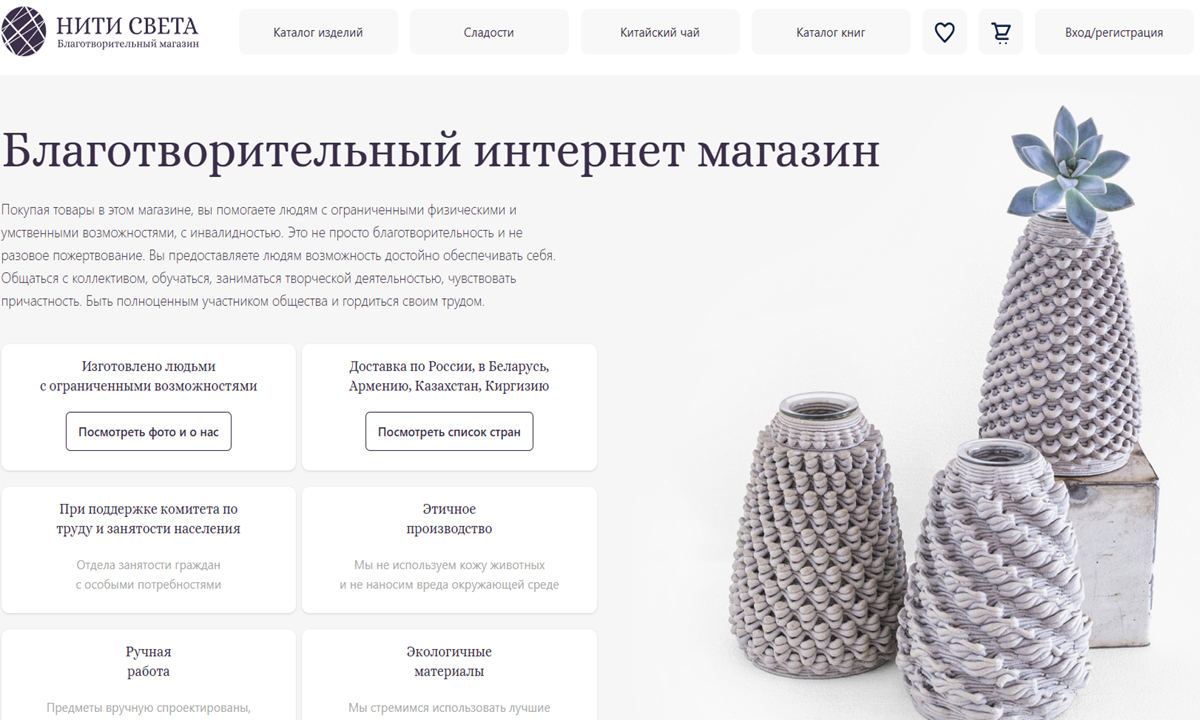 НИТИ СВЕТА
Благотворительный магазин
Каталог изделий
Сладости
Китайский чай
Каталог книг
Вход/регистрация
Благотворительный интернет магазин
Покупая товары в этом магазине, вы помогаете людям с ограниченными физическими и
умственными возможностями, с инвалидностью. Это не просто благотворительность и не
разовое пожертвование. Вы предоставляете людям возможность достойно обеспечивать себя.
Общаться с коллективом, обучаться, заниматься творческой деятельностью, чувствовать
причастность. Быть полноценным участником общества и гордиться своим трудом.
Изготовлено людьми
с ограниченными возможностями
Посмотреть фото и о нас
Доставка по России, в Беларусь,
Армению, Казахстан, Киргизию
Посмотреть список стран
При поддержке комитета по
труду и занятости населения
Отдела занятости граждан
с особыми потребностями
Этичное
производство
Мы не используем кожу животных
и не наносим вреда окружающей среде
Ручная
работа
Предметы вручную спроектированы,
Экологичные
материалы
Мы стремимся использовать лучшие